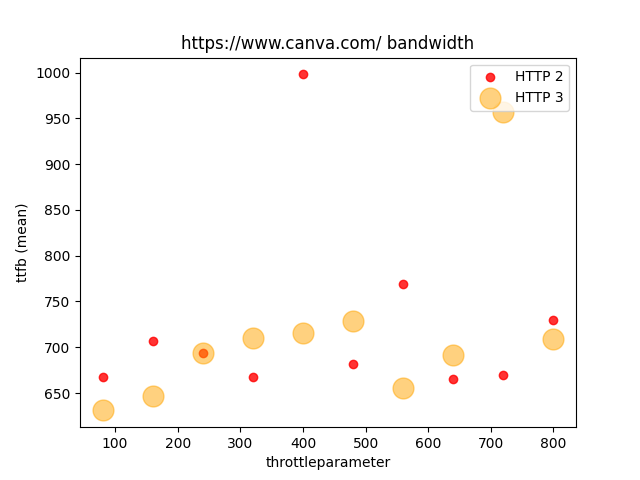 https://www.canva.com/ bandwidth
HTTP 2
HTTP 3
1000
950
900
850
800
750
700
650
ttfb (mean)
100 200 300 400 500 600 700 800
throttleparameter